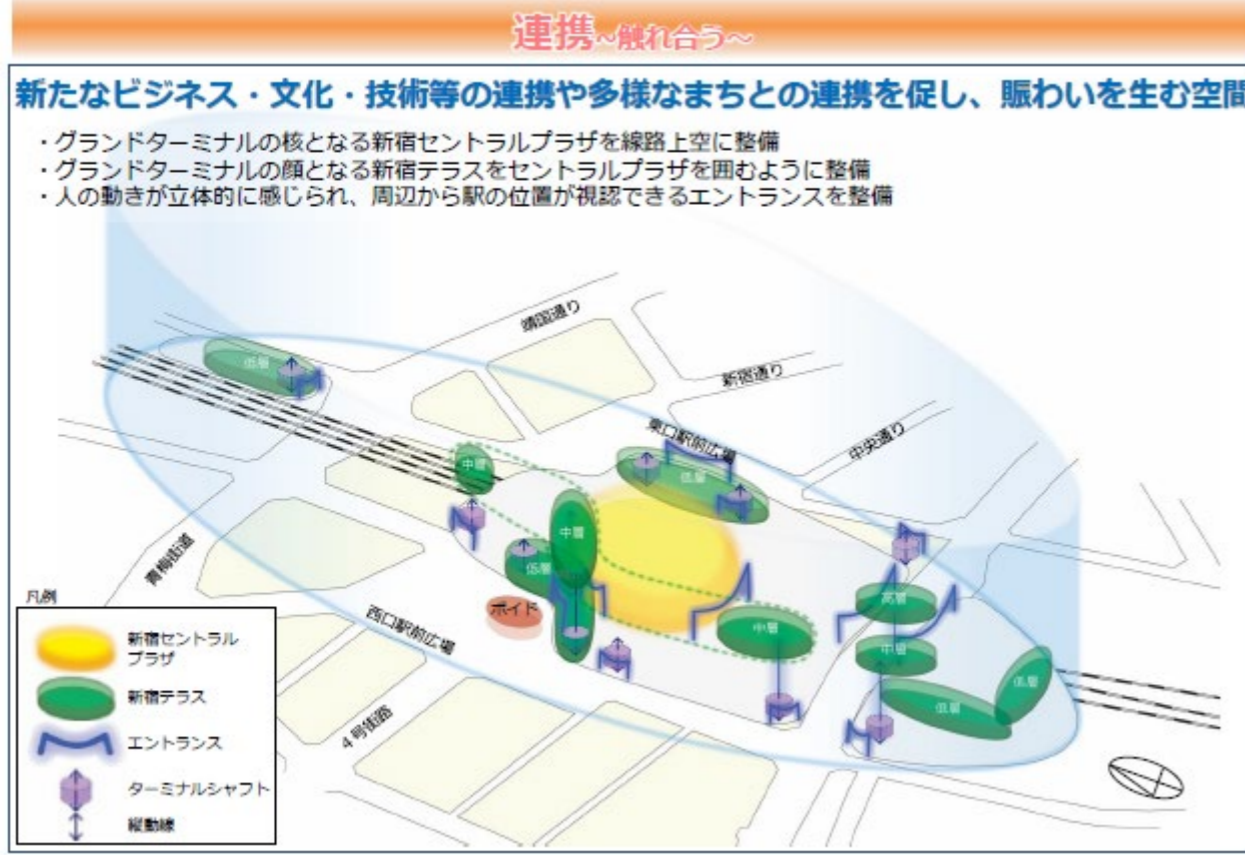 連携~触れ合う~
新たなビジネス・文化・技術等の連携や多様なまちとの連携を促し、賑わいを生む空間
・グランドターミナルの核となる新宿セントラルプラザを線路上空に整備
・グランドターミナルの顔となる新宿テラスをセントラルプラザを囲むように整備
・人の動きが立体的に感じられ、周辺から駅の位置が視認できるエントランスを整備
靖国通り
低層
新宿通り
東口駅前広場
中央通り
中層
低層
中層
青梅街道
低層
高層
ボイド
中層
西口駅前広場
中層
低層
低層
4号街路
凡例
新宿セントラル
プラザ
新宿テラス
エントランス
ターミナルシャフト
縦動線